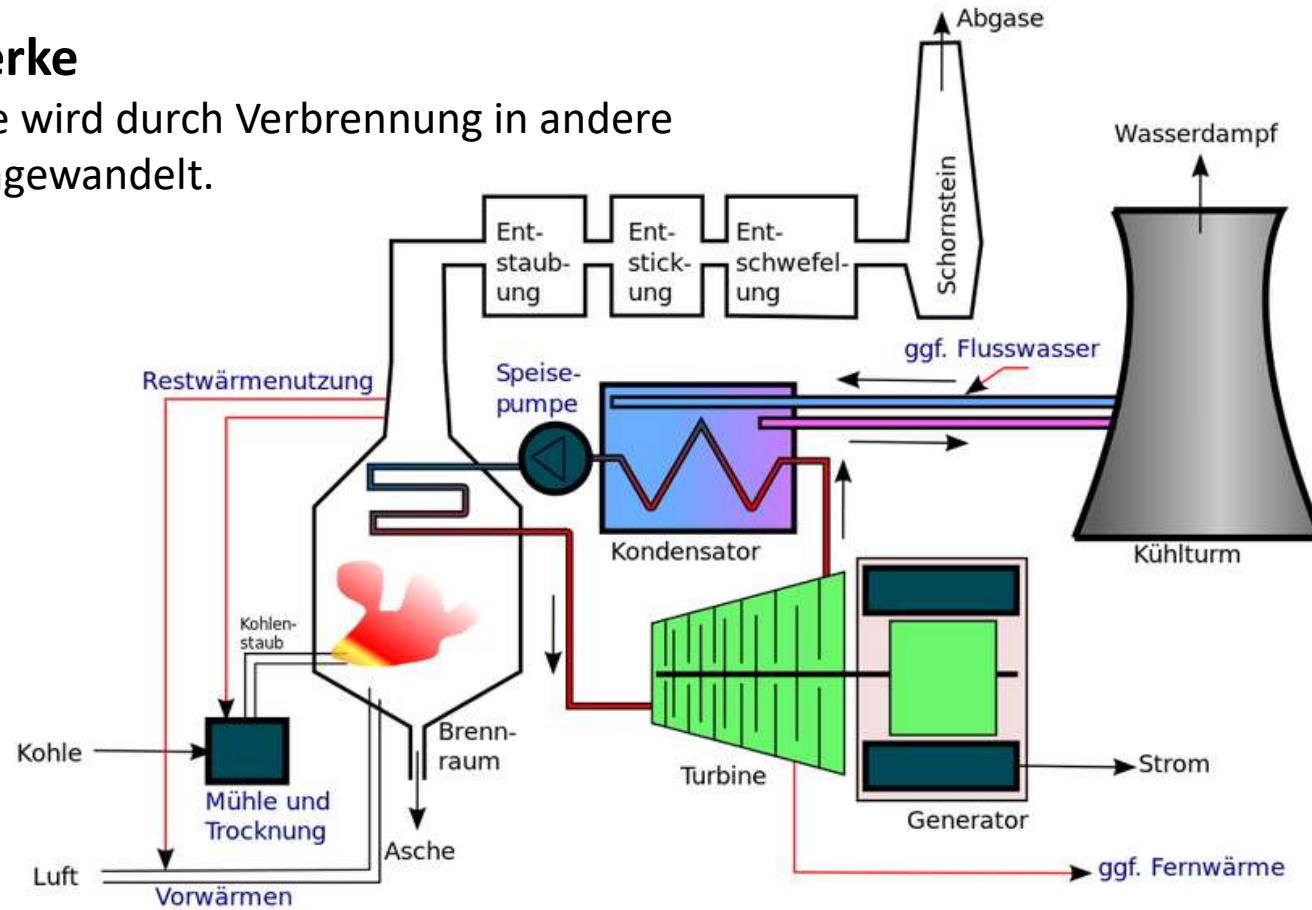 erke
e wird durch Verbrennung in andere
gewandelt.
Abgase
Wasserdampf
Schornstein
Ent-
staub-
ung
Ent-
stick-
ung
Ent-
schwefel-
ung
ggf. Flusswasser
Restwärmenutzung
Speise-
pumpe
Kondensator
Kühlturm
Kohlen-
staub
Kohle
Brenn-
raum
Turbine
Strom
Mühle und
Trocknung
Generator
Asche
Luft
Vorwärmen
ggf. Fernwärme